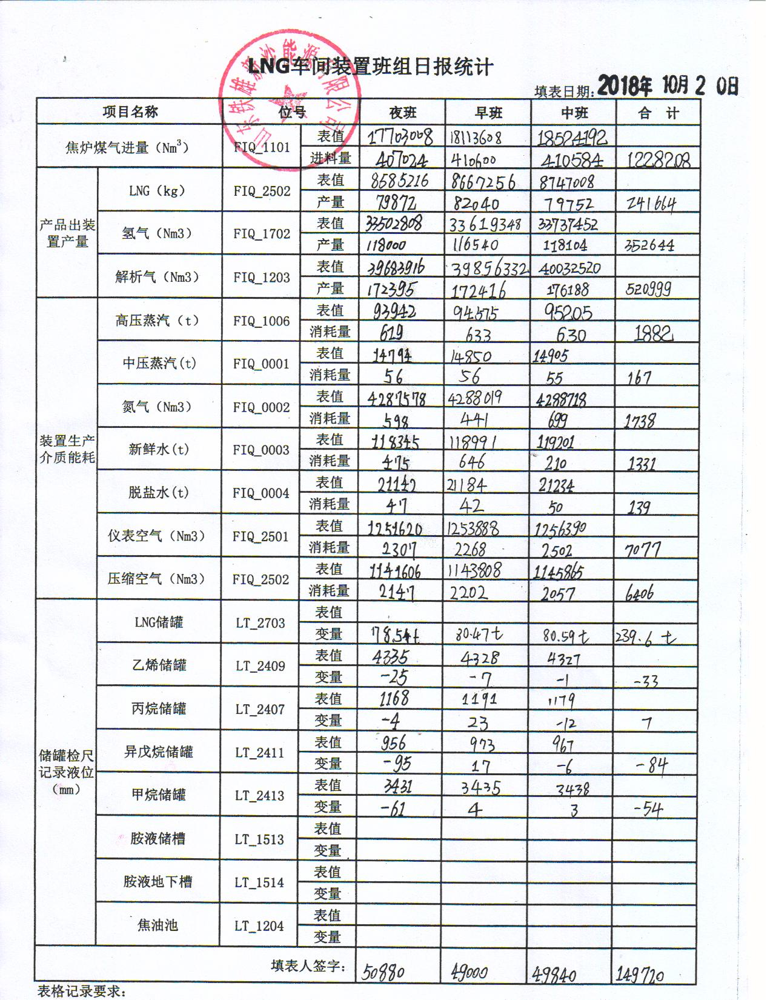 LNG车间装置班组日报统计
山东铁雄新沙能源有限公司
填表日期：2018年 10月 20日
项目名称 位号 夜班 早班 中班 合 计
焦炉煤气进量（Nm3） FIQ_1101 表值 17703008 18113608 18524192
进料量 407024 410600 410584 1228208
产品出装置产量
LNG（kg） FIQ_2502 表值 8585216 8667256 8747008
产量 79872 82040 79752 241664
氢气（Nm3） FIQ_1702 表值 33502808 33619348 33737452
产量 118000 116540 118104 352644
解析气（Nm3） FIQ_1203 表值 39683916 39856332 40032520
产量 172395 172416 176188 520999
装置生产介质能耗
高压蒸汽（t） FIQ_1006 表值 93942 94575 95205
消耗量 619 633 630 1882
中压蒸汽(t) FIQ_0001 表值 14794 14850 14905
消耗量 56 56 55 167
氮气（Nm3） FIQ_0002 表值 4287578 4288019 4288718
消耗量 598 441 699 1738
新鲜水(t) FIQ_0003 表值 118345 118991 119201
消耗量 475 646 210 1331
脱盐水(t) FIQ_0004 表值 21142 21184 21234
消耗量 47 42 50 139
仪表空气（Nm3） FIQ_2501 表值 1251620 1253888 1256390
消耗量 2307 2268 2502 7077
压缩空气（Nm3） FIQ_2502 表值 1141606 1143808 1145865
消耗量 2147 2202 2057 6406
储罐检尺记录液位（mm）
LNG储罐 LT_2703 表值
变量 78.54t 80.47t 80.59t 239.6t
乙烯储罐 LT_2409 表值 4335 4328 4327
变量 -25 -7 -1 -33
丙烷储罐 LT_2407 表值 1168 1191 1179
变量 -4 23 -12 7
异戊烷储罐 LT_2411 表值 956 973 967
变量 -95 17 -6 -84
甲烷储罐 LT_2413 表值 3431 3435 3438
变量 -61 4 3 -54
胺液储槽 LT_1513 表值
变量
胺液地下槽 LT_1514 表值
变量
焦油池 LT_1204 表值
变量
填表人签字： 50880 49000 49840 149720
表格记录要求：